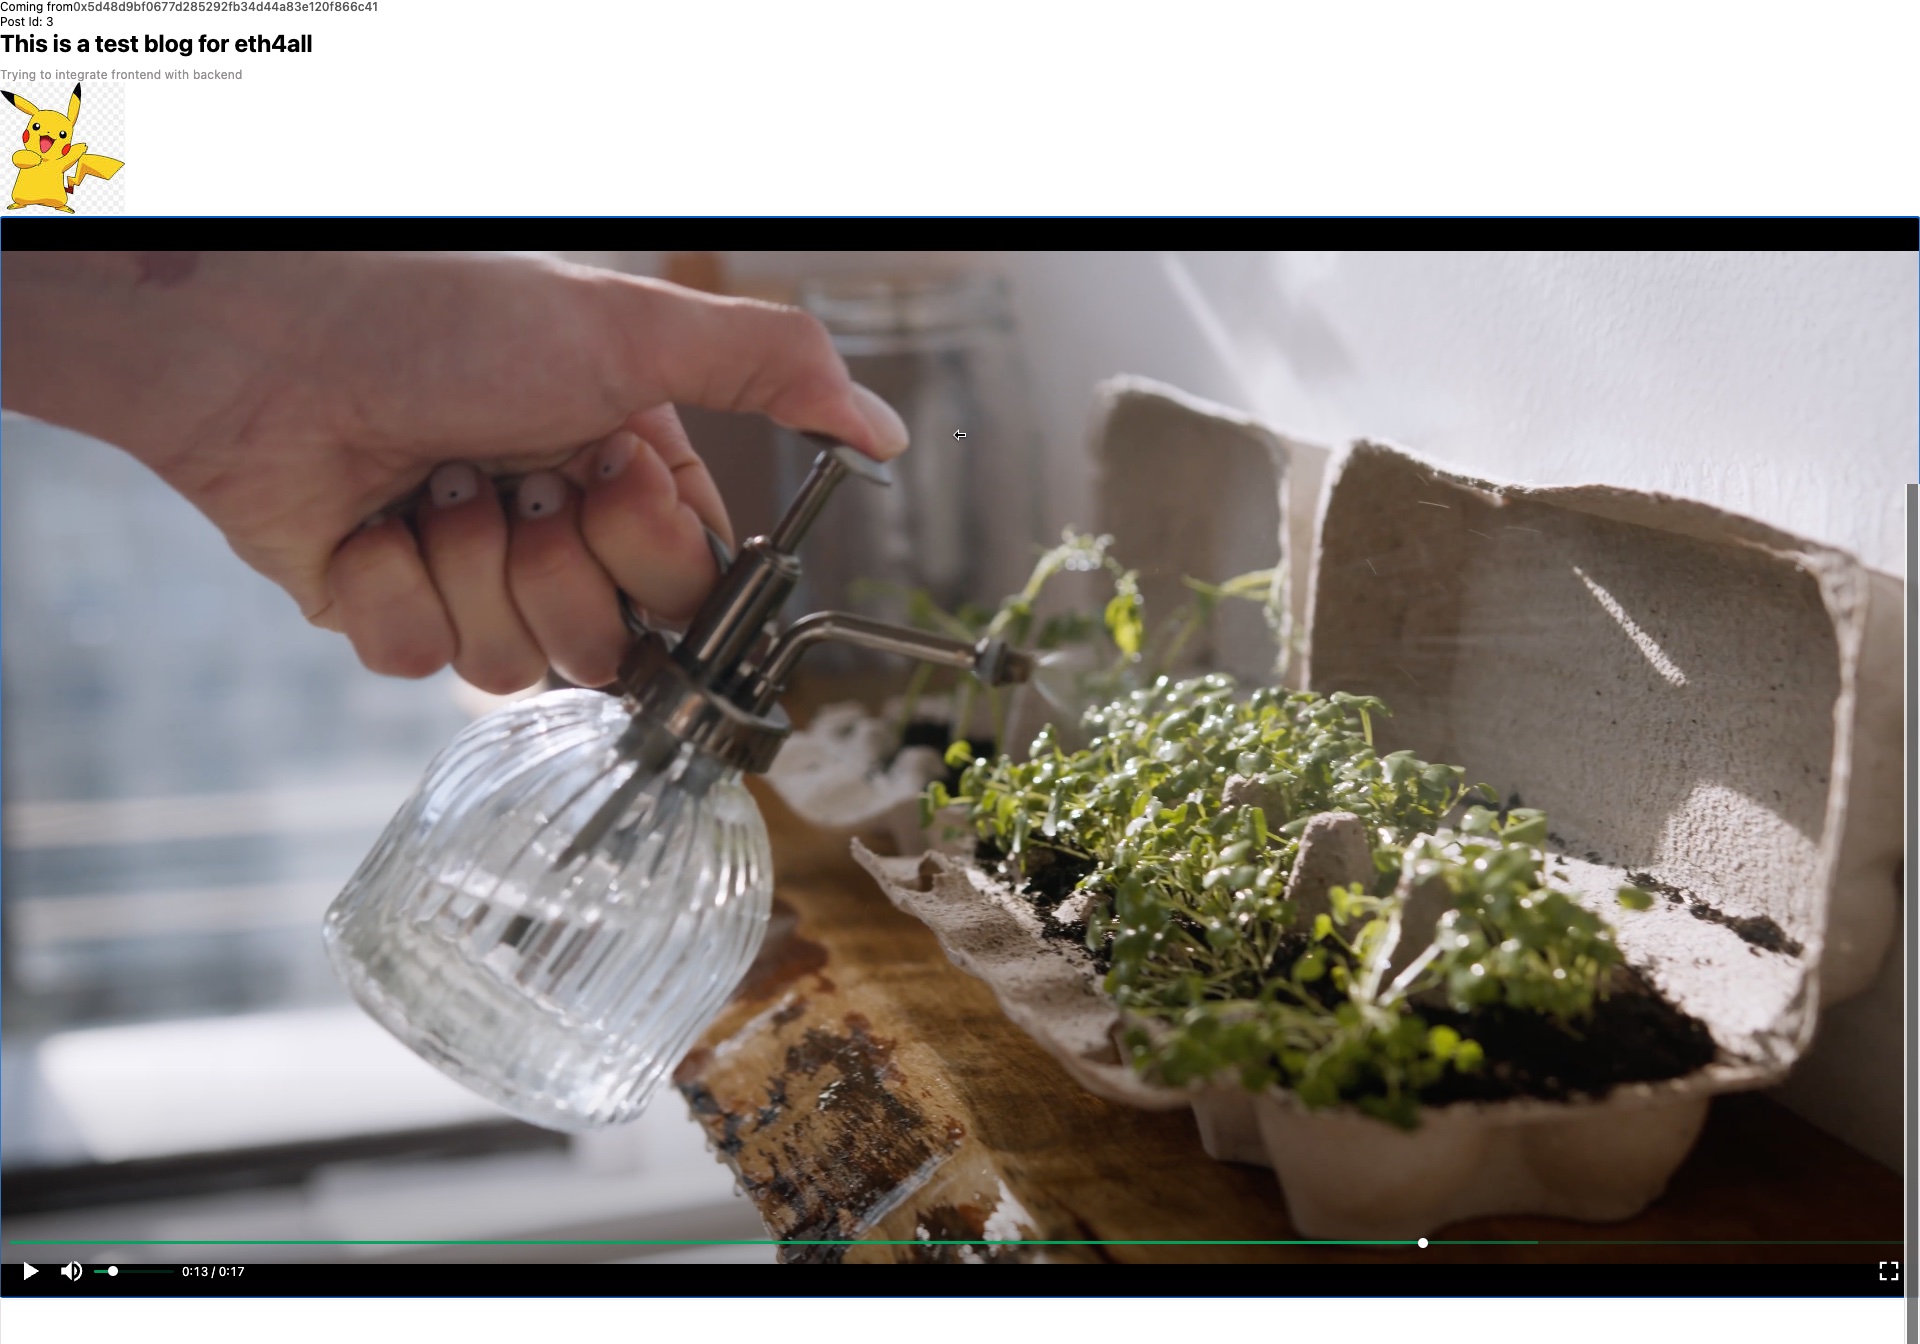 Coming from0x5d48d9bf0677d285292fb34d44a83e120f866c41
Post Id: 3
This is a test blog for eth4all
Trying to integrate frontend with backend
0:13 / 0:17